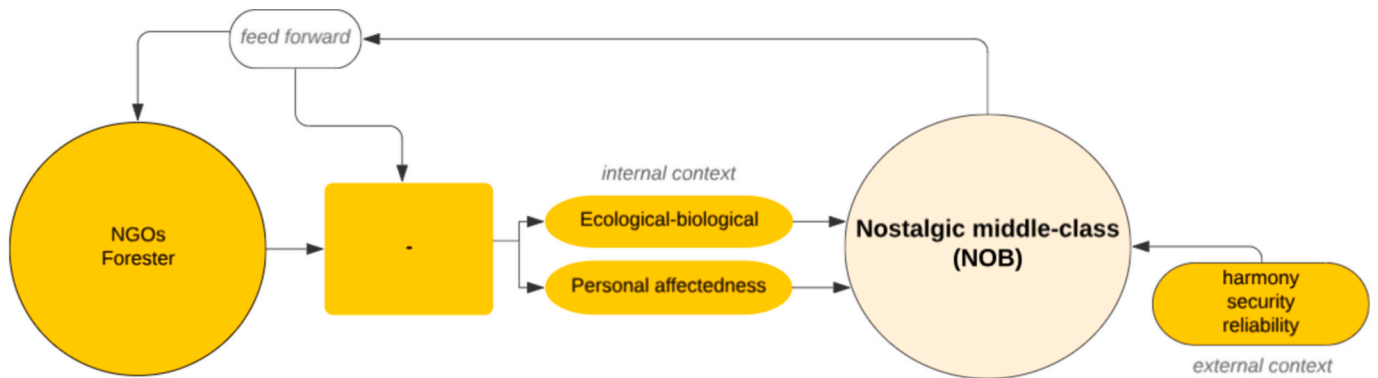 feed forward
NGOs
Forester
-
internal context
Ecological-biological
Personal affectedness
Nostalgic middle-class
(NOB)
harmony
security
reliability
external context